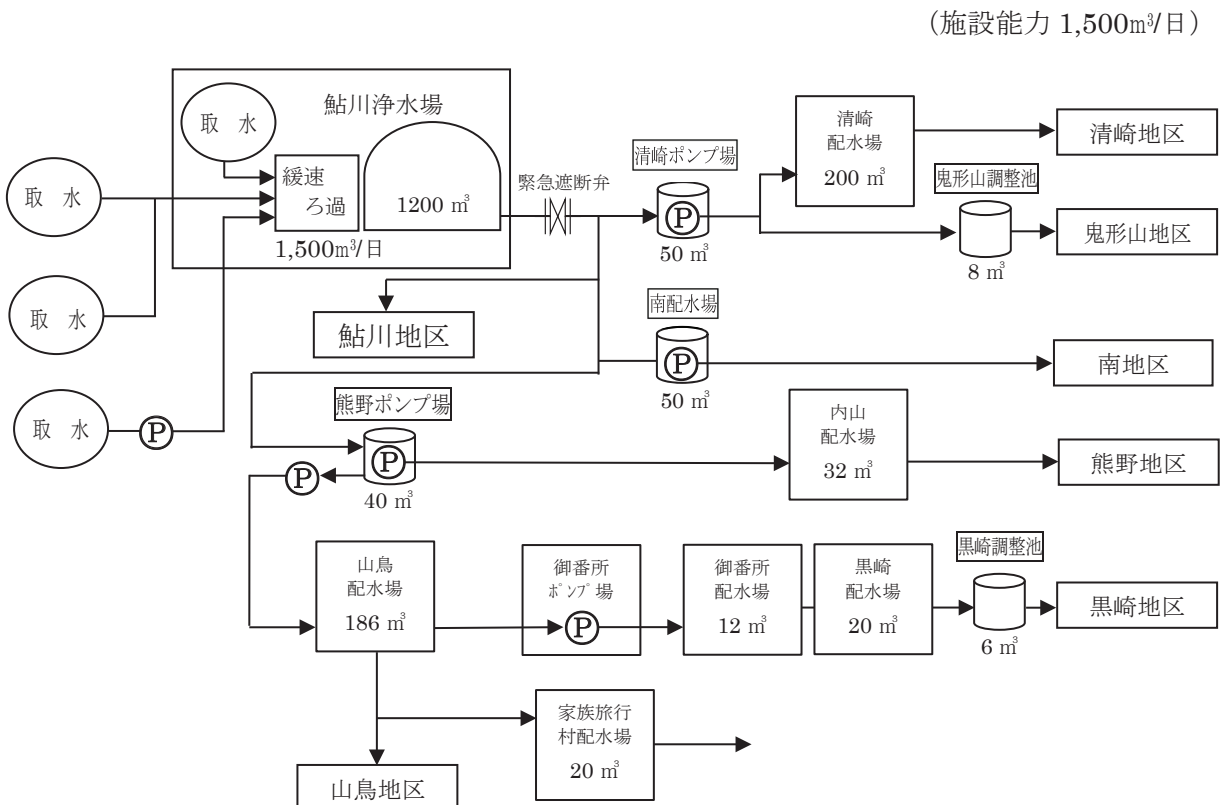 （施設能力 1,500㎥/日）
鮎川浄水場
取　水
緩速
ろ過
1200 ㎥
1,500㎥/日
取　水
取　水
取　水
P
緊急遮断弁
清崎ポンプ場
P
50 ㎥
清崎
配水場
200 ㎥
清崎地区
鬼形山調整池
8 ㎥
鬼形山地区
鮎川地区
南配水場
P
50 ㎥
南地区
熊野ポンプ場
P
P
40 ㎥
内山
配水場
32 ㎥
熊野地区
山鳥
配水場
186 ㎥
御番所
ﾎﾟﾝﾌﾟ場
P
御番所
配水場
12 ㎥
黒崎
配水場
20 ㎥
黒崎調整池
6 ㎥
黒崎地区
家族旅行
村配水場
20 ㎥
山鳥地区